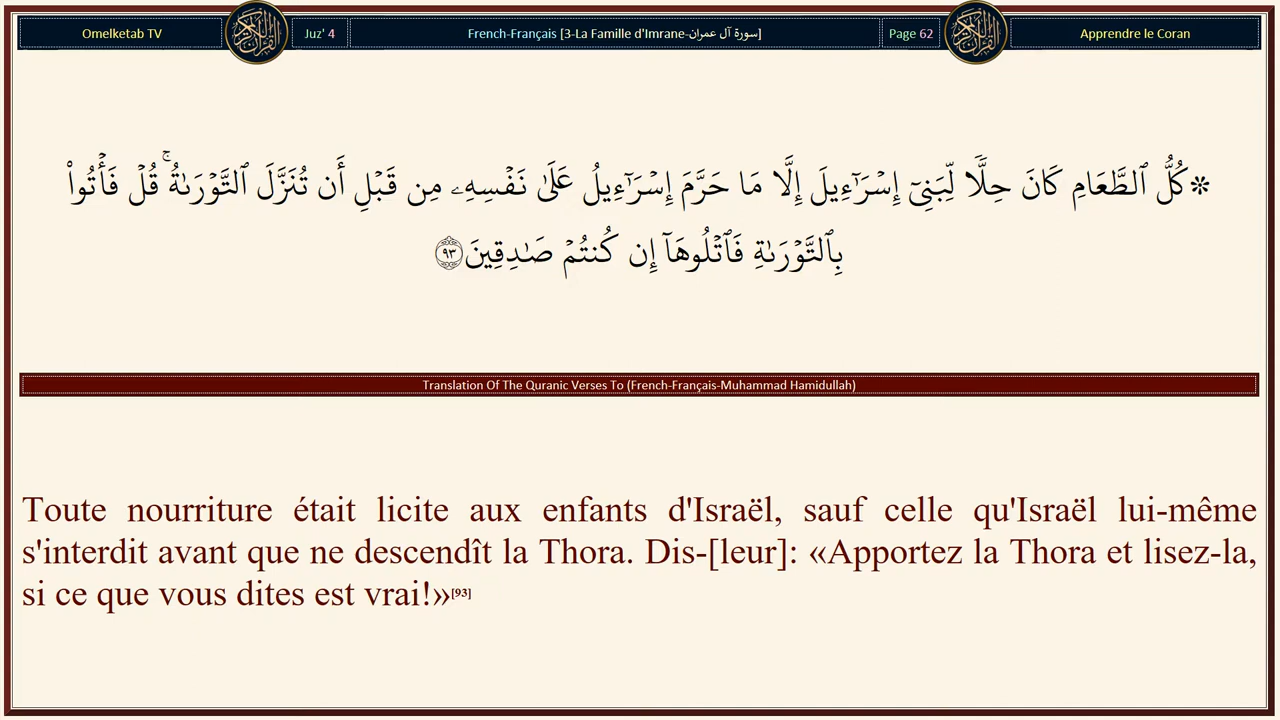 Omelketab TV
Juz' 4
French-Français [3-La Famille d'Imrane-سورة آل عمران]
Page 62
Apprendre le Coran
۞كُلُّ ٱلطَّعَامِ كَانَ حِلّٗا لِّبَنِيٓ إِسۡرَٰٓءِيلَ إِلَّا مَا حَرَّمَ إِسۡرَٰٓءِيلُ عَلَىٰ نَفۡسِهِۦ مِن قَبۡلِ أَن تُنَزَّلَ ٱلتَّوۡرَىٰةُۚ قُلۡ فَأۡتُواْ
بِٱلتَّوۡرَىٰةِ فَٱتۡلُوهَآ إِن كُنتُمۡ صَٰدِقِينَ ٩٣
Translation Of The Quranic Verses To (French-Français-Muhammad Hamidullah)
Toute nourriture était licite aux enfants d'Israël, sauf celle qu'Israël lui-même
s'interdit avant que ne descendît la Thora. Dis-[leur]: «Apportez la Thora et lisez-la,
si ce que vous dites est vrai!»[93]